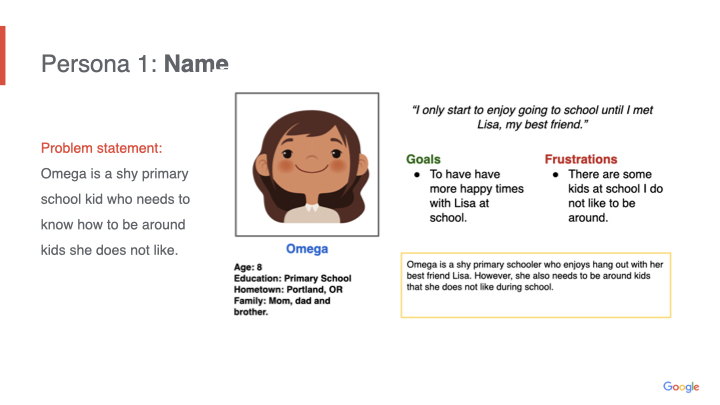 Persona 1: Name
Problem statement:
Omega is a shy primary
school kid who needs to
know how to be around
kids she does not like.
Omega
Age: 8
Education: Primary School
Hometown: Portland, OR
Family: Mom, dad and
brother.
“I only start to enjoy going to school until I met
Lisa, my best friend.”
Goals
● To have have
more happy times
with Lisa at
school.
Frustrations
● There are some
kids at school I do
not like to be
around.
Omega is a shy primary schooler who enjoys hang out with her
best friend Lisa. However, she also needs to be around kids
that she does not like during school.
Google